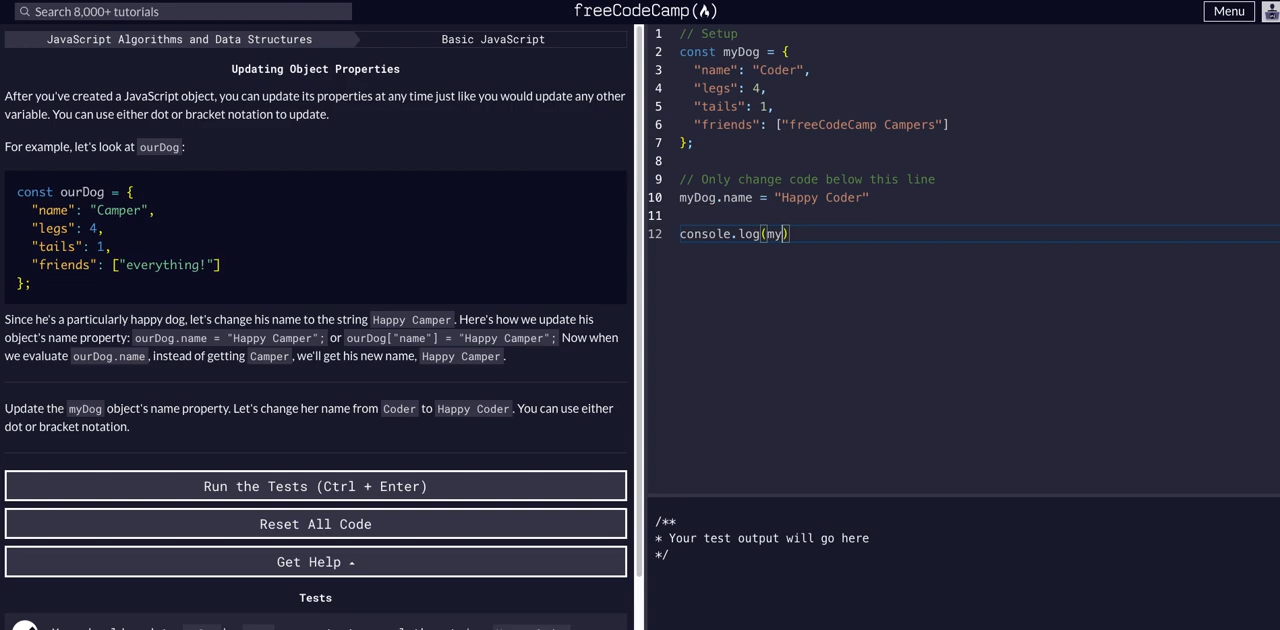 Search 8,000+ tutorials
freeCodeCamp
Menu
JavaScript Algorithms and Data Structures
Basic JavaScript
Updating Object Properties
After you've created a JavaScript object, you can update its properties at any time just like you would update any other
variable. You can use either dot or bracket notation to update.
For example, let's look at ourDog:
const ourDog = {
"name": "Camper",
"legs": 4,
"tails": 1,
"friends": ["everything!"]
};
Since he's a particularly happy dog, let's change his name to the string Happy Camper. Here's how we update his
object's name property: ourDog.name = "Happy Camper"; or ourDog["name"] = "Happy Camper"; Now when
we evaluate ourDog.name, instead of getting Camper, we'll get his new name, Happy Camper.
Update the myDog object's name property. Let's change her name from Coder to Happy Coder. You can use either
dot or bracket notation.
Run the Tests (Ctrl + Enter)
Reset All Code
Get Help
Tests
1 // Setup
2 const myDog = {
3 "name": "Coder",
4 "legs": 4,
5 "tails": 1,
6 "friends": ["freeCodeCamp Campers"]
7 };
8
9 // Only change code below this line
10 myDog.name = "Happy Coder"
11
12 console.log(my)
/**
* Your test output will go here
*/